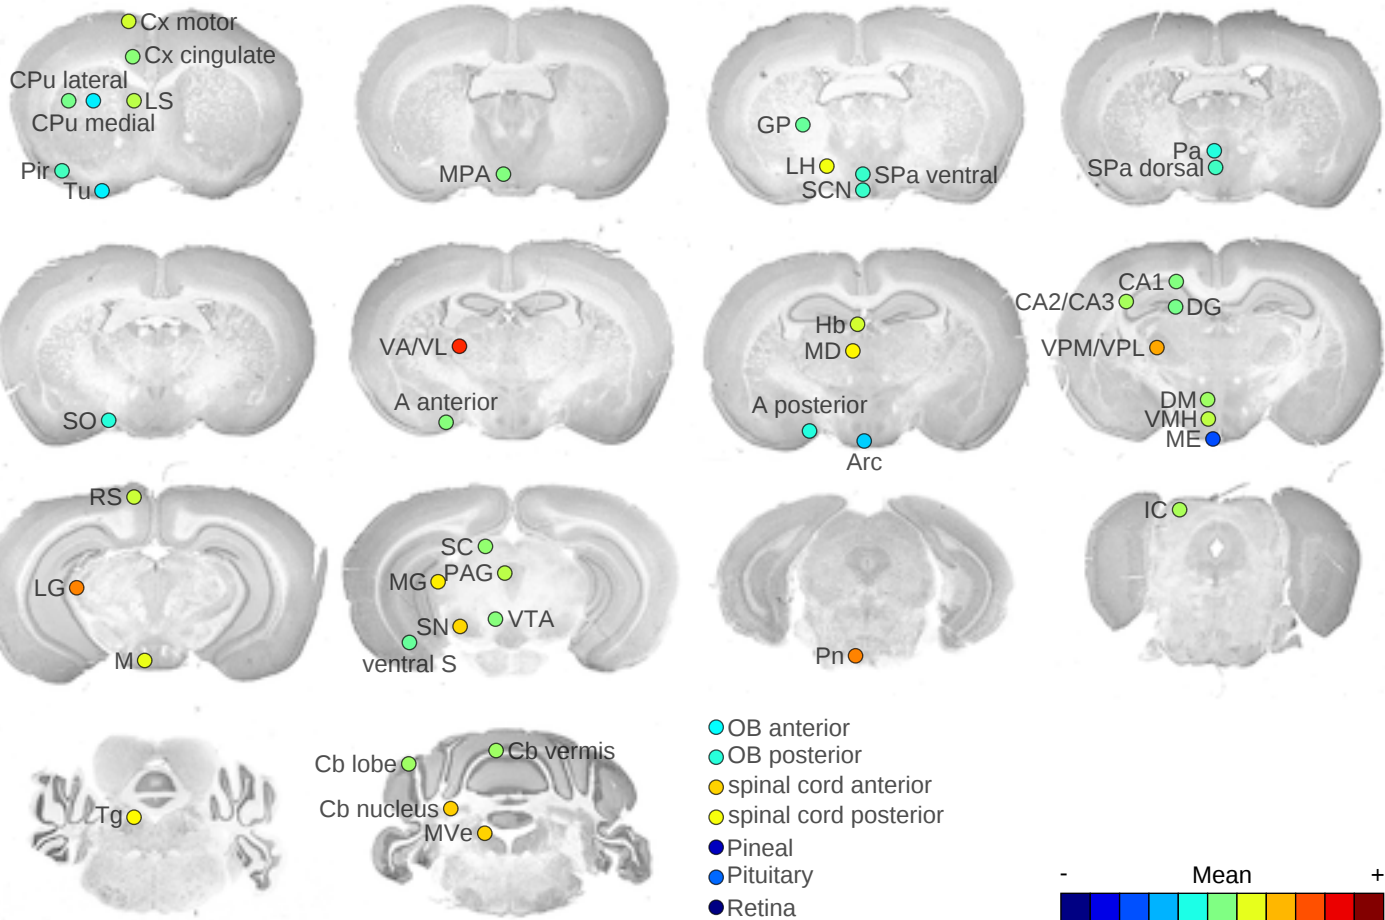 Cx motor
Cx cingulate
CPu lateral
LS
CPu medial
Pir
Tu
MPA
GP
LH
SPa ventral
SCN
Pa
SPa dorsal
SO
VA/VL
A anterior
Hb
MD
A posterior
Arc
CA1
CA2/CA3
DG
VPM/VPL
DM
VMH
ME
RS
LG
M
SC
MG
PAG
SN
VTA
ventral S
Pn
IC
Tg
Cb lobe
Cb vermis
Cb nucleus
MVe
OB anterior
OB posterior
spinal cord anterior
spinal cord posterior
Pineal
Pituitary
Retina
- Mean +